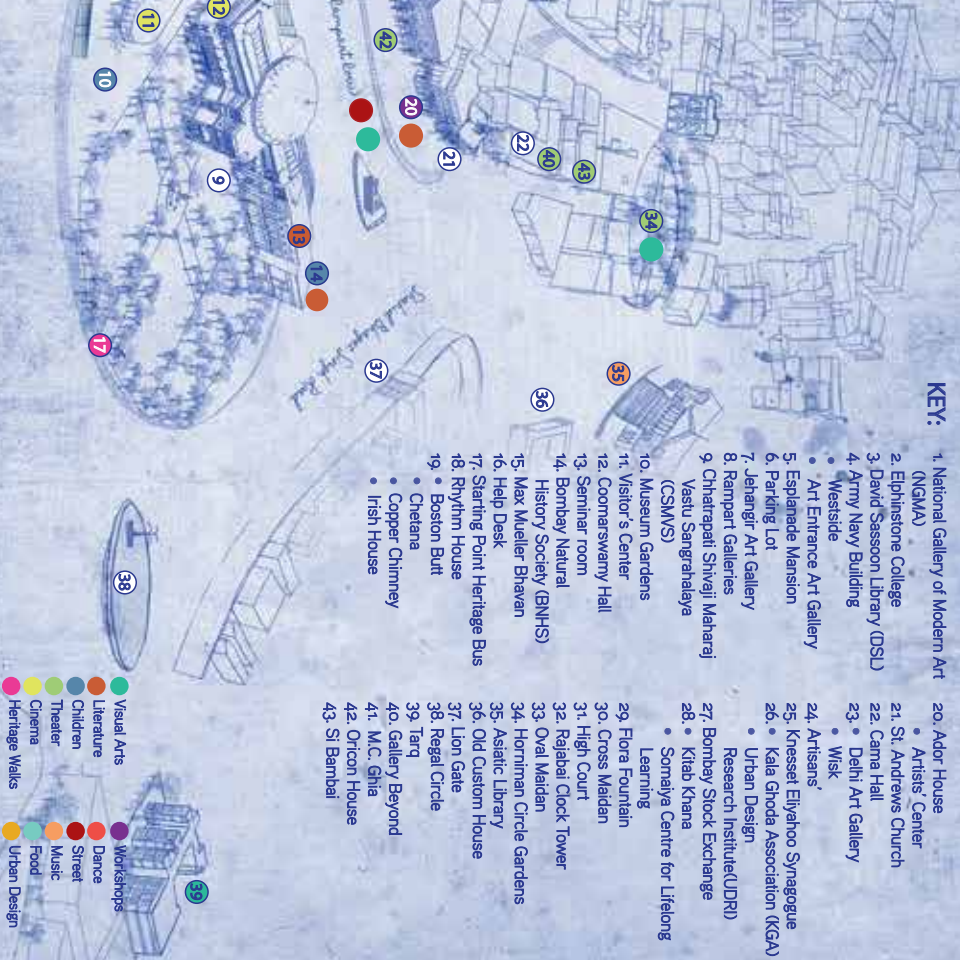 KEY:
1. National Gallery of Modern Art
(NGMA)
2. Elphinstone College
3. David Sassoon Library (DSL)
4. Army Navy Building
• Westside
• Art Entrance Art Gallery
5. Esplanade Mansion
6. Parking Lot
7. Jehangir Art Gallery
8. Rampart Galleries
9. Chhatrapati Shivaji Maharaj
Vastu Sangrahalaya
(CSMVS)
10. Museum Gardens
11. Visitor's Center
12. Coomarswamy Hall
13. Seminar room
14. Bombay Natural
History Society (BNHS)
15. Max Mueller Bhavan
16. Help Desk
17. Starting Point Heritage Bus
18. Rhythm House
19. • Boston Butt
• Chetana
• Copper Chimney
• Irish House
20. Ador House
• Artists' Center
21. St. Andrews Church
22. Cama Hall
23. • Delhi Art Gallery
• Wisk
24. Artisans'
25. Knesset Eliyahoo Synagogue
26. • Kala Ghoda Association (KGA)
• Urban Design
Research Institute(UDRI)
27. Bombay Stock Exchange
28. • Kitab Khana
• Somaiya Centre for Lifelong
Learning
29. Flora Fountain
30. Cross Maidan
31. High Court
32. Rajabai Clock Tower
33. Oval Maidan
34. Horniman Circle Gardens
35. Asiatic Library
36. Old Custom House
37. Lion Gate
38. Regal Circle
39. Tarq
40. Gallery Beyond
41. M.C. Ghia
42. Oricon House
43. Si Bambai
Visual Arts
Literature
Children
Theater
Cinema
Heritage Walks
Workshops
Dance
Street
Music
Food
Urban Design
34
43
40
22
21
20
42
35
36
37
14
13
12
9
11
10
17
38
39